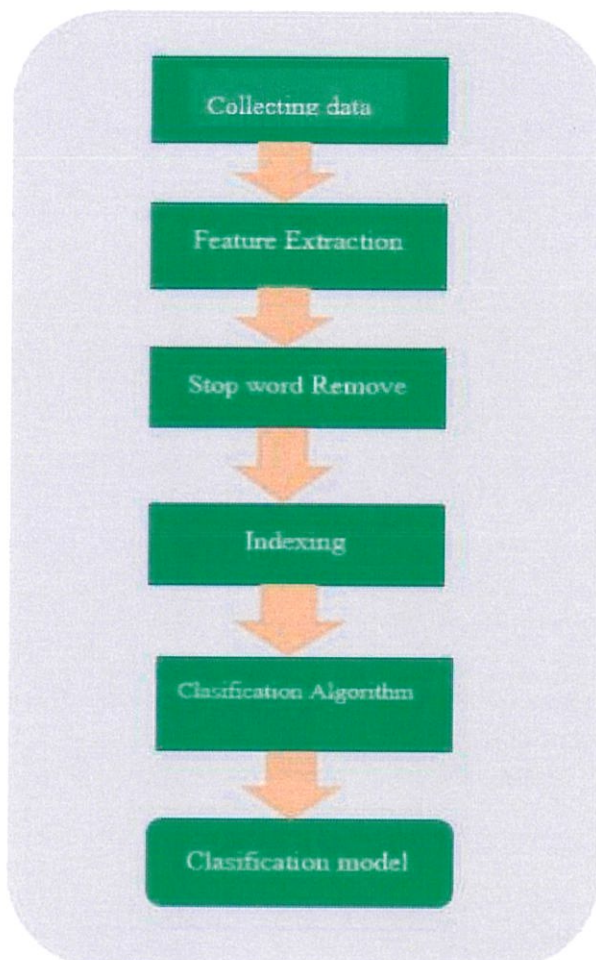 Collecting data
Feature Extraction
Stop word Remove
Indexing
Clasification Algorithm
Clasification model